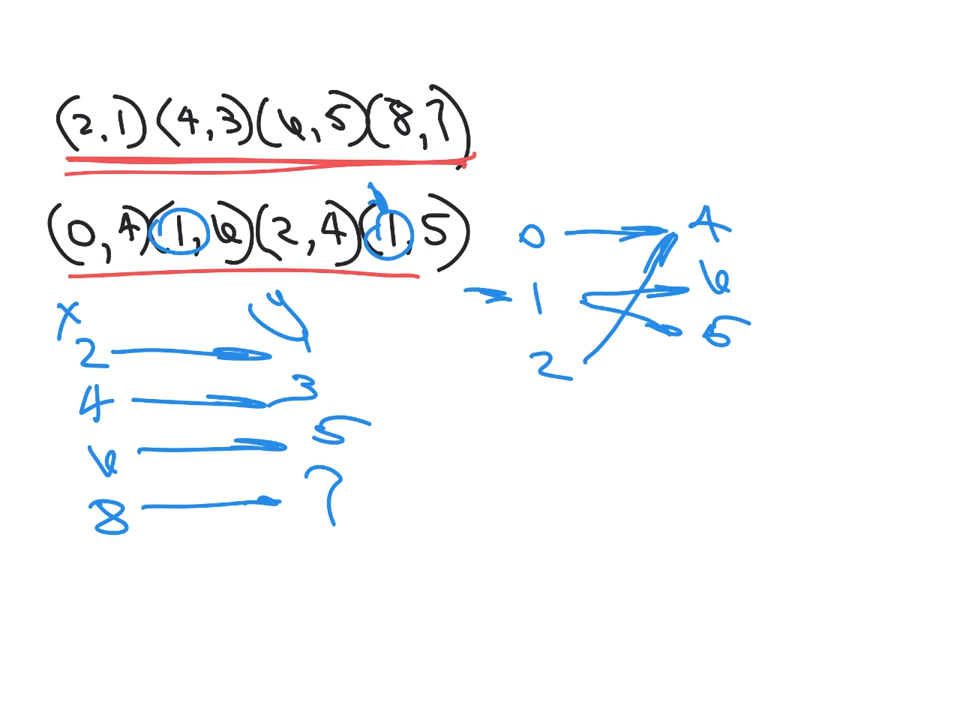 (2,1)(4,3)(6,5)(8,7)
(0,4)(1,6)(2,4)(1,5)
x y
2 → 1
4 → 3
6 → 5
8 → 7
0 → 4
1 → 6
5
2